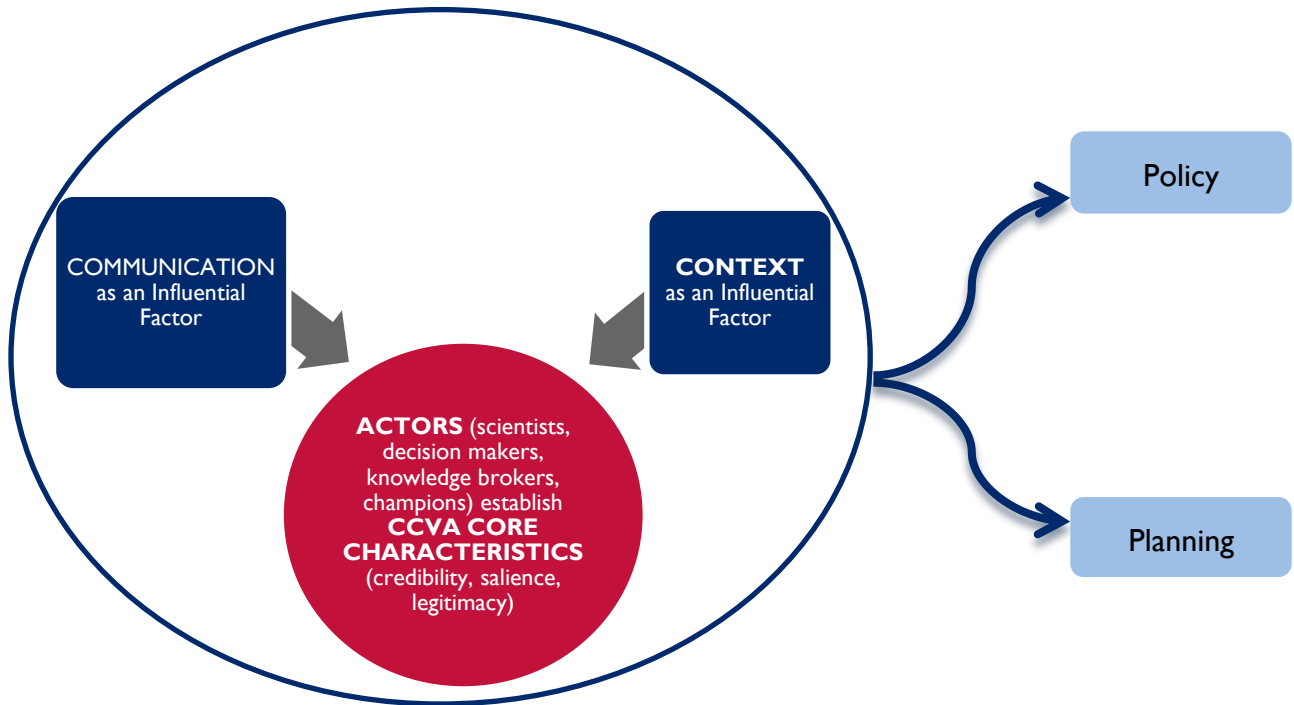 COMMUNICATION
as an Influential
Factor
CONTEXT
as an Influential
Factor
ACTORS (scientists,
decision makers,
knowledge brokers,
champions) establish
CCVA CORE
CHARACTERISTICS
(credibility, salience,
legitimacy)
Policy
Planning